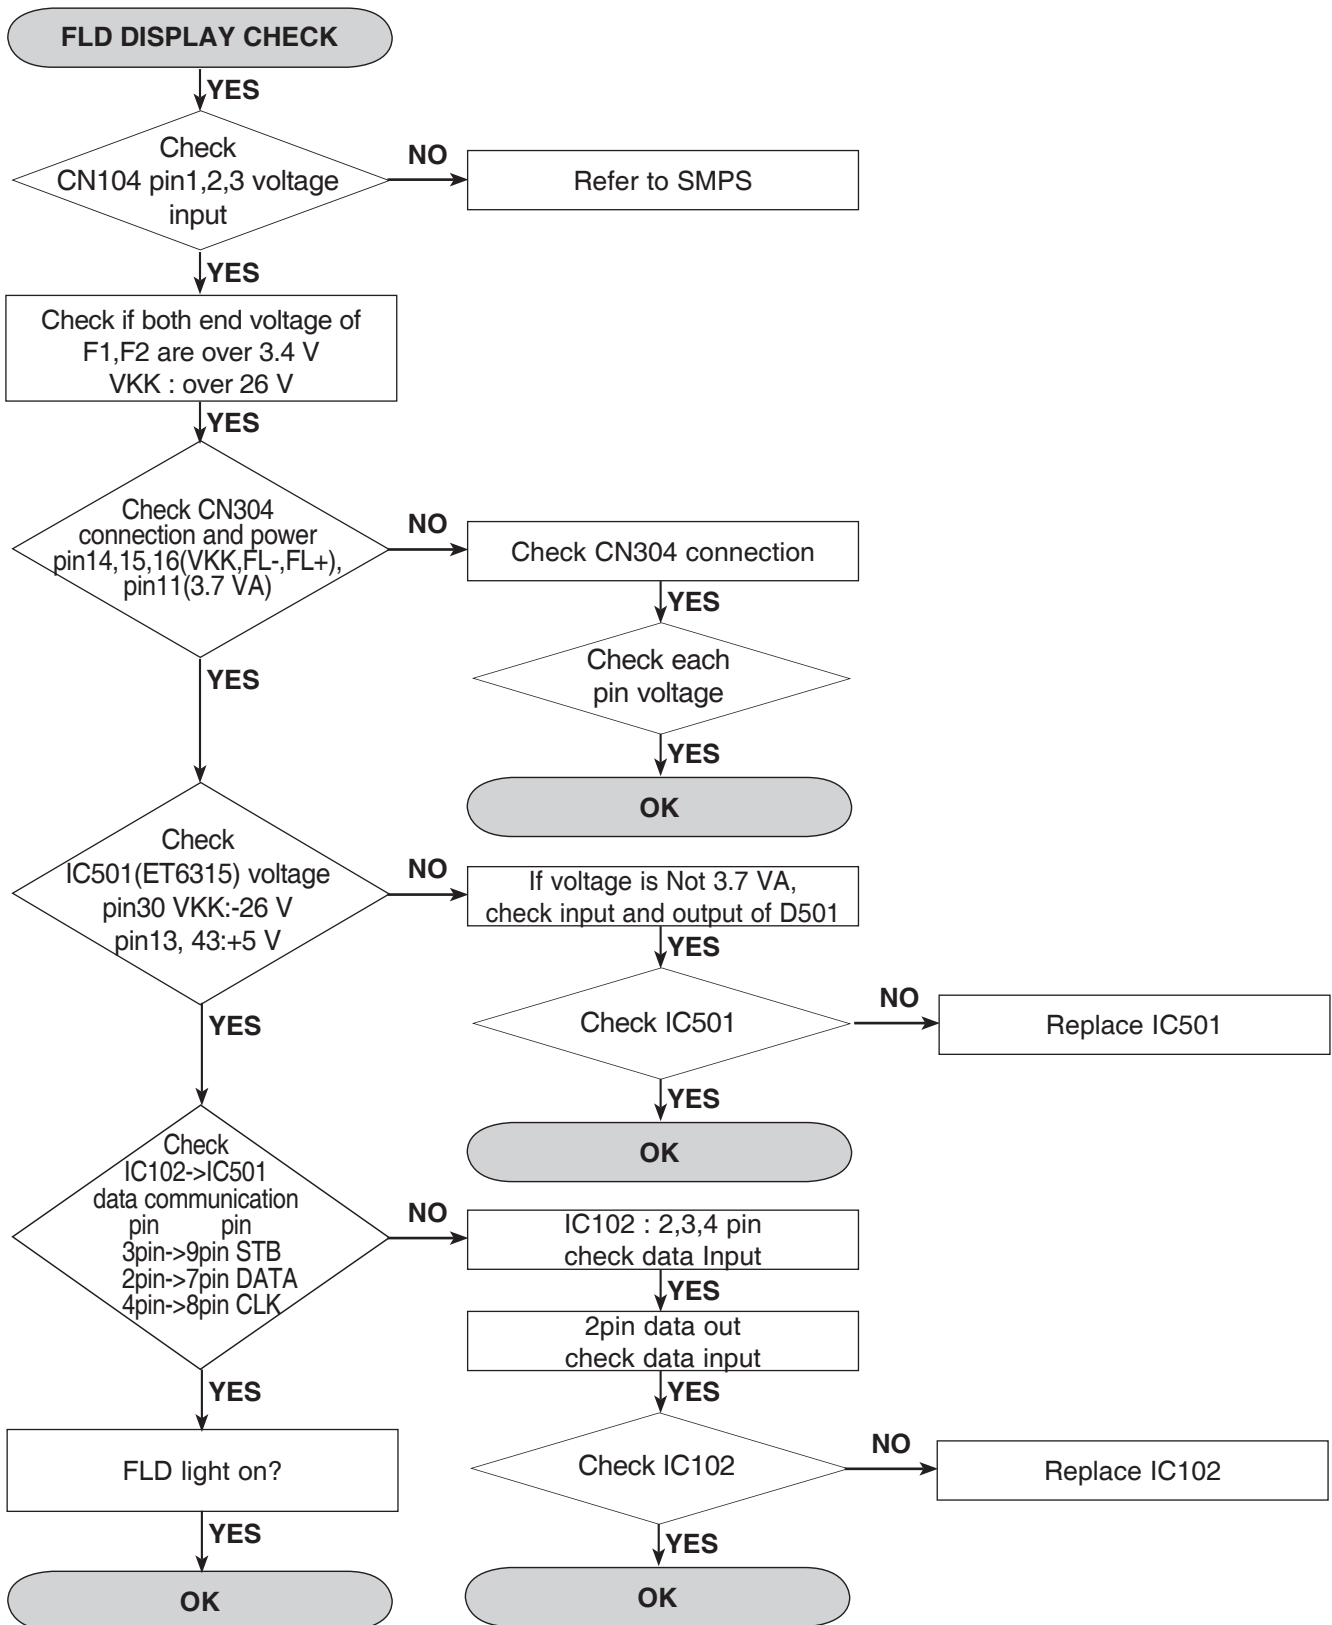 FLD DISPLAY CHECK
YES
Check
CN104 pin1,2,3 voltage
input
NO
Refer to SMPS
YES
Check if both end voltage of
F1,F2 are over 3.4 V
VKK : over 26 V
YES
Check CN304
connection and power
pin14,15,16(VKK,FL-,FL+),
pin11(3.7 VA)
NO
Check CN304 connection
YES
Check each
pin voltage
YES
OK
YES
Check
IC501(ET6315) voltage
pin30 VKK:-26 V
pin13, 43:+5 V
NO
If voltage is Not 3.7 VA,
check input and output of D501
YES
Check IC501
NO
Replace IC501
YES
OK
YES
Check
IC102->IC501
data communication
pin pin
3pin->9pin STB
2pin->7pin DATA
4pin->8pin CLK
NO
IC102 : 2,3,4 pin
check data Input
YES
2pin data out
check data input
YES
Check IC102
NO
Replace IC102
YES
OK
YES
FLD light on?
YES
OK